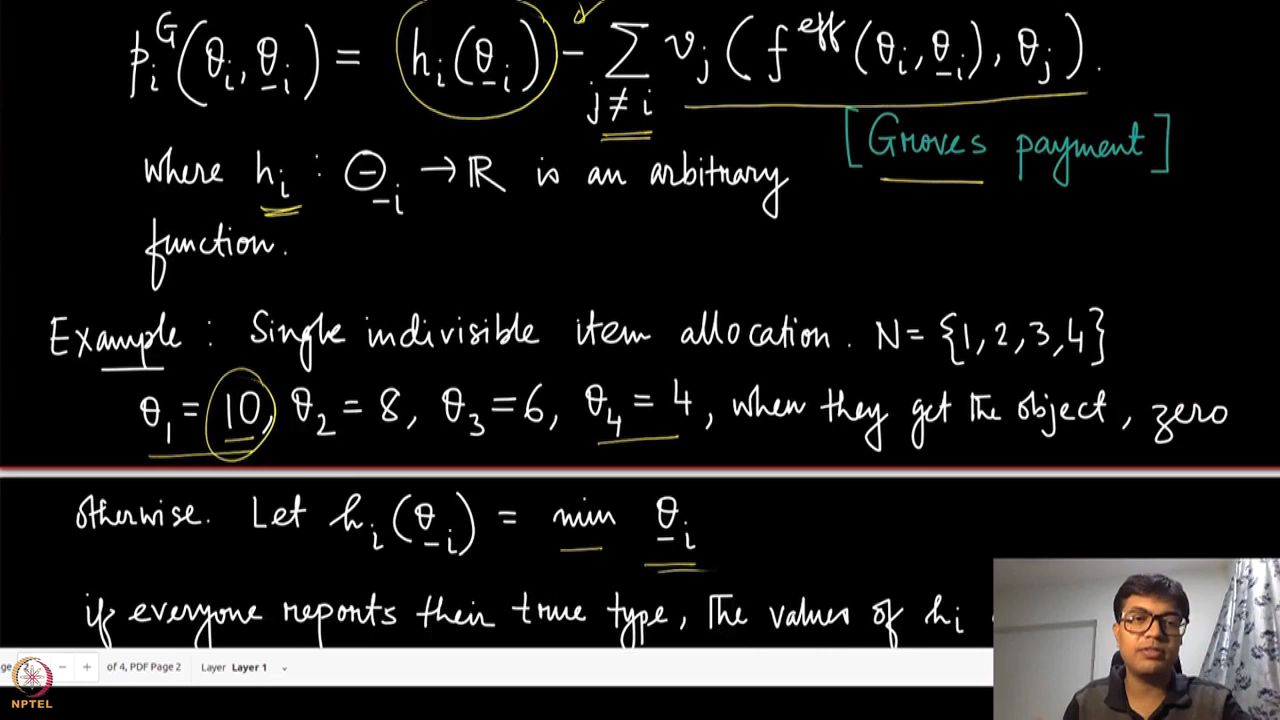 p_i^G (θ_i, θ_{-i}) = h_i(θ_{-i}) - Σ_{j≠i} v_j (f^{eff}(θ_i, θ_{-i}), θ_j).
[Groves payment]
where h_i : Θ_{-i} → ℝ is an arbitrary
function.
Example : Single indivisible item allocation. N = {1, 2, 3, 4}
θ_1 = 10, θ_2 = 8, θ_3 = 6, θ_4 = 4, when they get the object, zero
otherwise. Let h_i(θ_{-i}) = min θ_{-i}
if everyone reports their true type, the values of h_i
of 4, PDF Page 2 Layer Layer 1
NPTEL